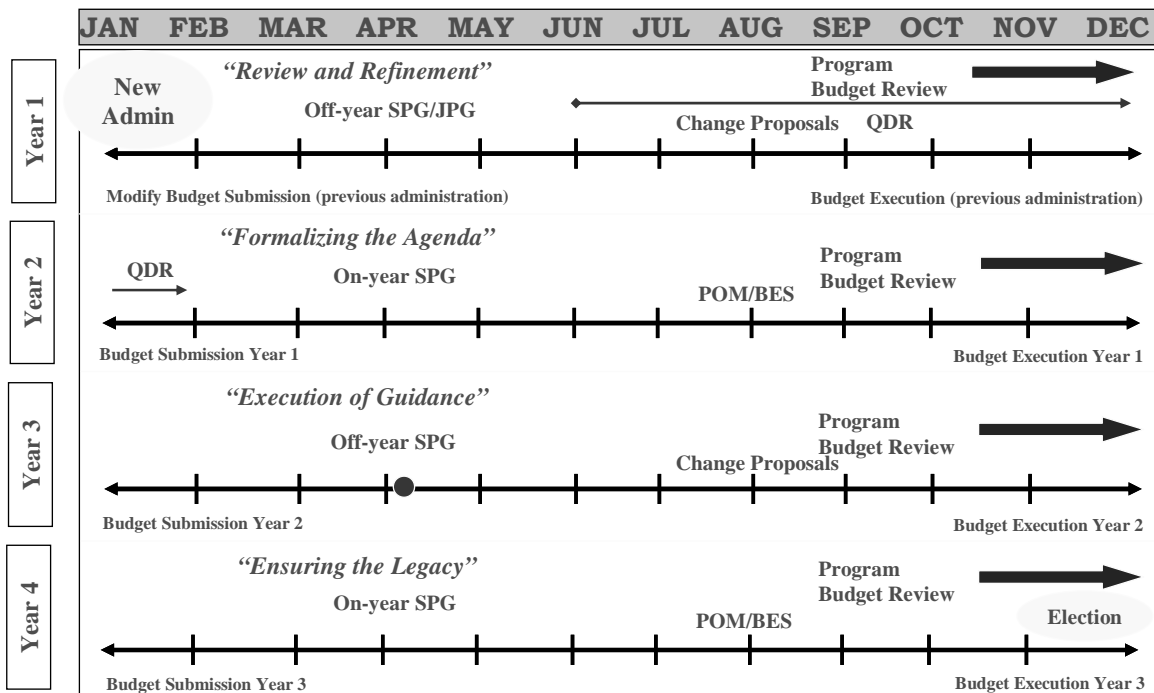 JAN FEB MAR APR MAY JUN JUL AUG SEP OCT NOV DEC
Year 1
New
Admin
“Review and Refinement”
Off-year SPG/JPG
Program
Budget Review
Change Proposals QDR
Modify Budget Submission (previous administration)
Budget Execution (previous administration)
Year 2
“Formalizing the Agenda”
QDR
On-year SPG
Program
Budget Review
POM/BES
Budget Submission Year 1
Budget Execution Year 1
Year 3
“Execution of Guidance”
Off-year SPG
Program
Budget Review
Change Proposals
Budget Submission Year 2
Budget Execution Year 2
Year 4
“Ensuring the Legacy”
On-year SPG
Program
Budget Review
POM/BES
Election
Budget Submission Year 3
Budget Execution Year 3